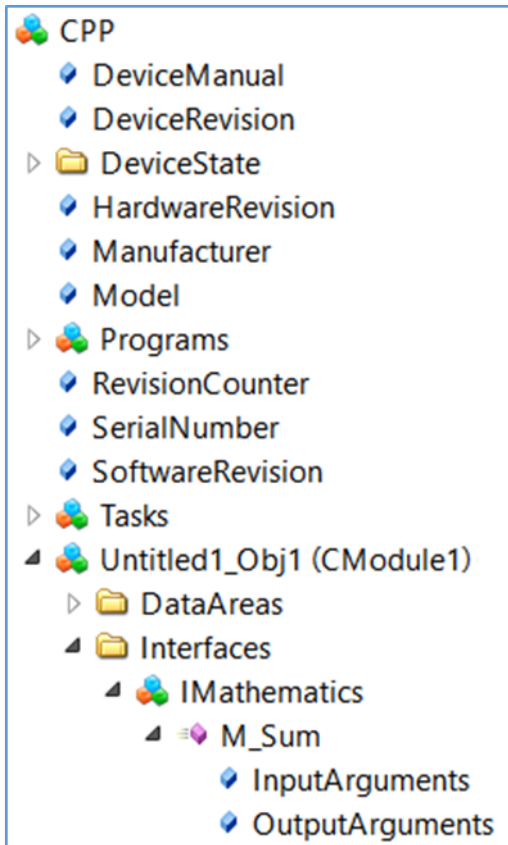 CPP
DeviceManual
DeviceRevision
DeviceState
HardwareRevision
Manufacturer
Model
Programs
RevisionCounter
SerialNumber
SoftwareRevision
Tasks
Untitled1_Obj1 (CModule1)
DataAreas
Interfaces
IMathematics
M_Sum
InputArguments
OutputArguments